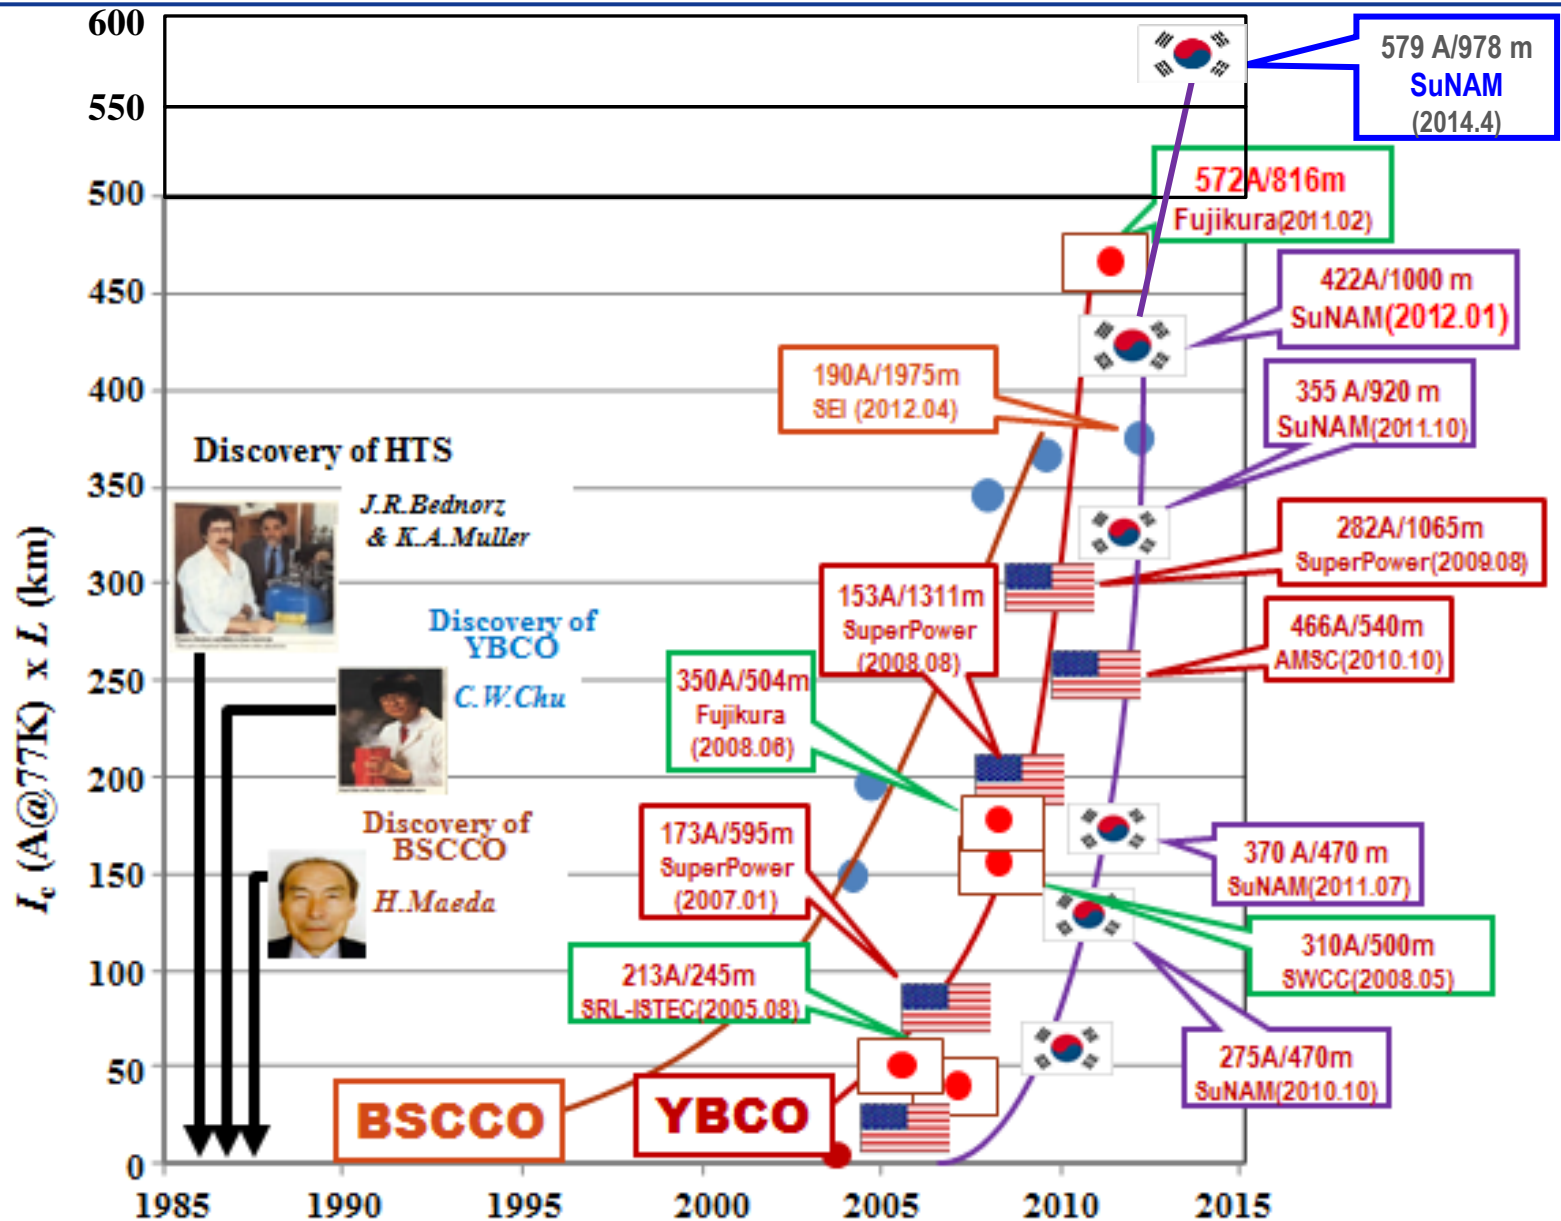 600
550
500
450
400
350
300
250
200
150
100
50
0
1985
1990
1995
2000
2005
2010
2015
I_c (A@77K) x L (km)
579 A/978 m
SuNAM
(2014.4)
572A/816m
Fujikura(2011.02)
422A/1000 m
SuNAM(2012.01)
190A/1975m
SEI (2012.04)
355 A/920 m
SuNAM(2011.10)
Discovery of HTS
J.R.Bednorz
& K.A.Muller
282A/1065m
SuperPower(2009.08)
153A/1311m
SuperPower
(2008.08)
Discovery of
YBCO
C.W.Chu
466A/540m
AMSC(2010.10)
350A/504m
Fujikura
(2008.06)
Discovery of
BSCCO
H.Maeda
173A/595m
SuperPower
(2007.01)
370 A/470 m
SuNAM(2011.07)
310A/500m
SWCC(2008.05)
213A/245m
SRL-ISTEC(2005.08)
275A/470m
SuNAM(2010.10)
BSCCO
YBCO